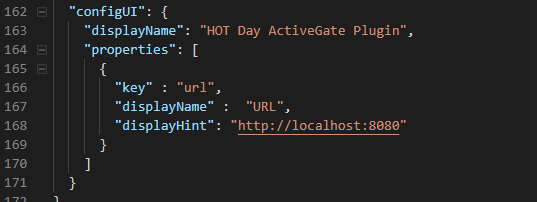 162 "configUI": {
163 "displayName": "HOT Day ActiveGate Plugin",
164 "properties": [
165 {
166 "key" : "url",
167 "displayName" :  "URL",
168 "displayHint": "http://localhost:8080"
169 }
170 ]
171 }
172 }